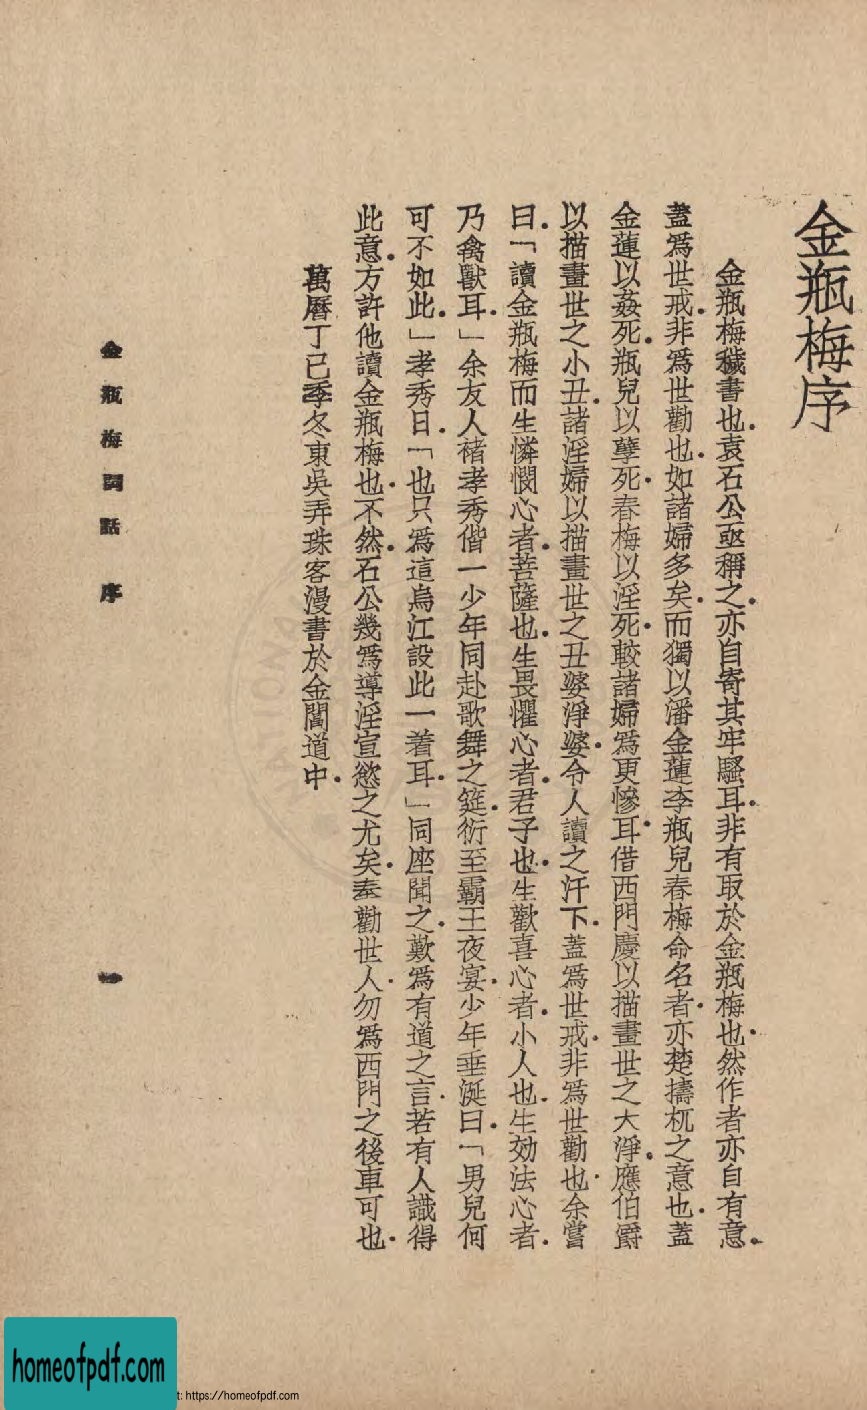 金瓶梅序
金瓶梅穢書也．袁石公亟稱之．亦自寄其牢騷耳．非有取於金瓶梅也．然作者亦自有意．
蓋爲世戒．非爲世勸也．如諸婦多矣．而獨以潘金蓮李瓶兒春梅命名者．亦楚檮杌之意也．蓋
金蓮以姦死．瓶兒以孽死．春梅以淫死．較諸婦爲更慘耳．借西門慶以描畫世之大淨．應伯爵
以描畫世之小丑．諸淫婦以描畫世之丑婆淨婆．令人讀之汗下．蓋爲世戒．非爲世勸也．余嘗
曰．「讀金瓶梅而生憐憫心者．菩薩也．生畏懼心者．君子也．生歡喜心者．小人也．生効法心者．
乃禽獸耳．」余友人褚孝秀偕一少年同赴歌舞之筵．衍至霸王夜宴．少年垂涎曰．「男兒何
可不如此．」孝秀曰．「也只爲這烏江設此一着耳．」同座聞之．歎爲有道之言．若有人識得
此意．方許他讀金瓶梅也．不然．石公幾爲導淫宣慾之尤矣．奉勸世人．勿爲西門之後車可也．
萬曆丁巳季冬東吳弄珠客漫書於金閶道中．
金瓶梅詞話 序
一
homeofpdf.com
t: https://homeofpdf.com